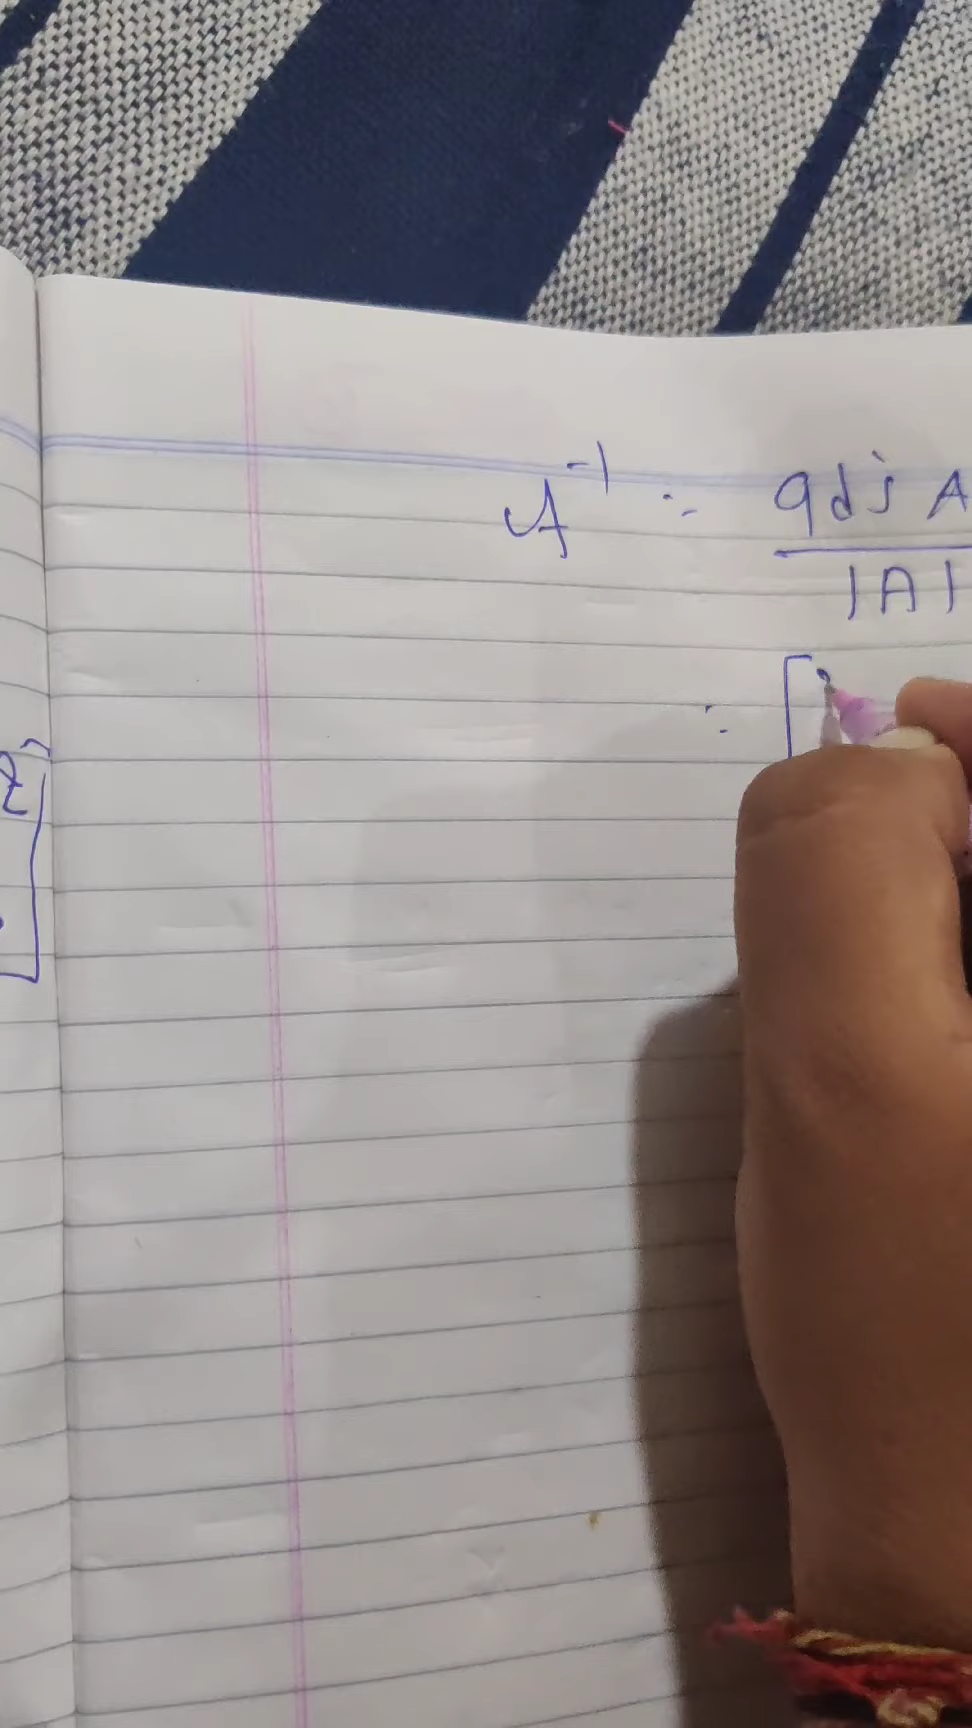 A⁻¹ = adj A
|A|
= [